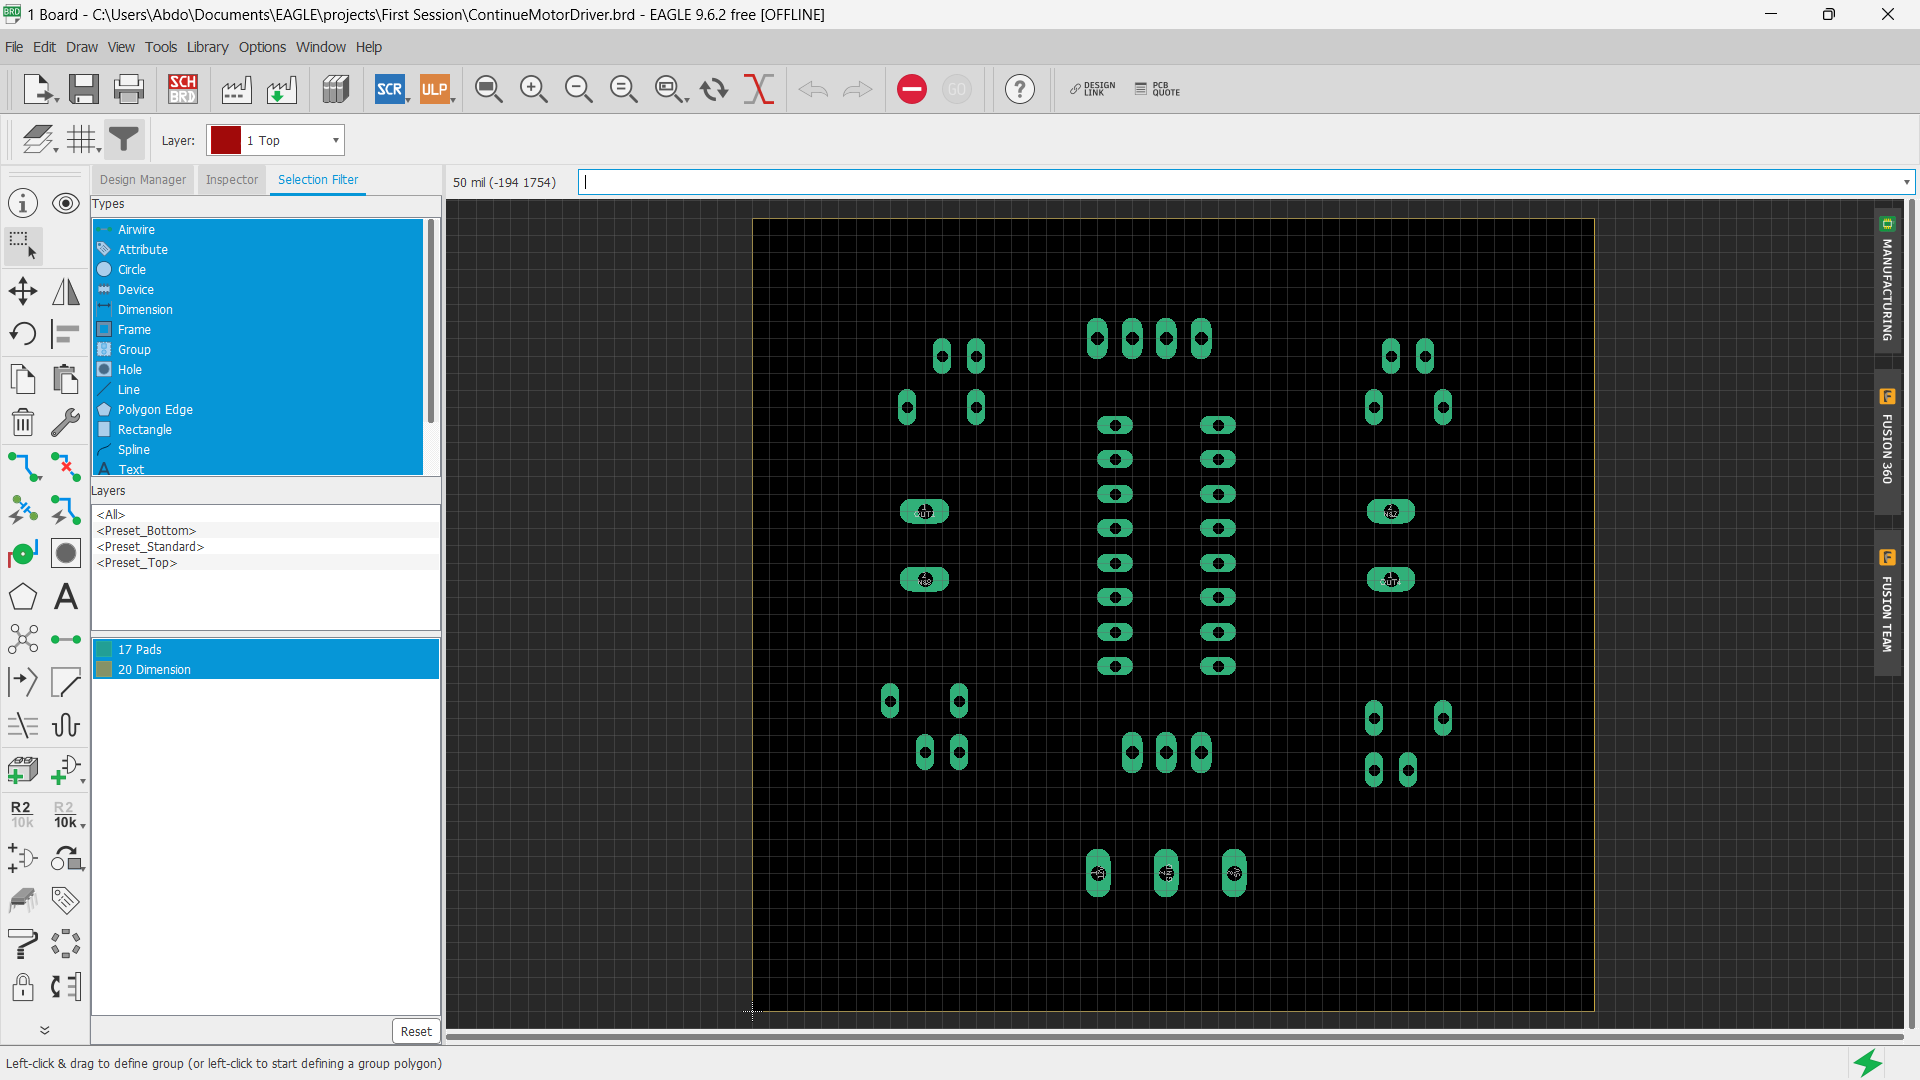 1 Board - C:\Users\Abdo\Documents\EAGLE\projects\First Session\ContinueMotorDriver.brd - EAGLE 9.6.2 free [OFFLINE]
File Edit Draw View Tools Library Options Window Help
SCH
BRD
SCR
ULP
GO
DESIGN
LINK
PCB
QUOTE
Layer:
1 Top
Design Manager
Inspector
Selection Filter
50 mil (-194 1754)
Types
Airwire
Attribute
Circle
Device
Dimension
Frame
Group
Hole
Line
Polygon Edge
Rectangle
Spline
Text
Layers
<All>
<Preset_Bottom>
<Preset_Standard>
<Preset_Top>
17 Pads
20 Dimension
Reset
R2
10k
R2
10k
MANUFACTURING
FUSION 360
FUSION TEAM
GND
Left-click & drag to define group (or left-click to start defining a group polygon)